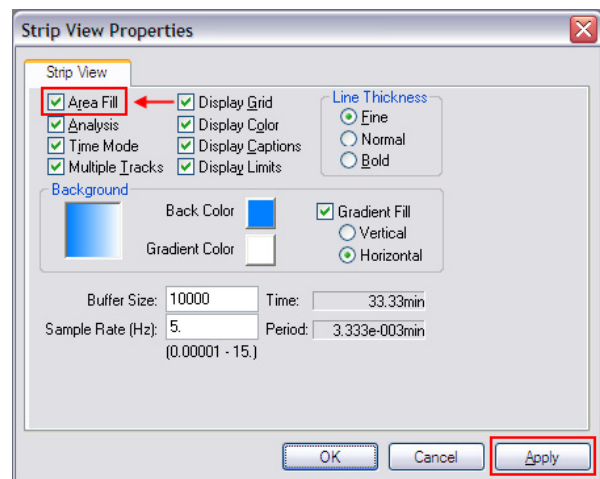 Strip View Properties
Strip View
Area Fill
Display Grid
Analysis
Display Color
Time Mode
Display Captions
Multiple Tracks
Display Limits
Line Thickness
Fine
Normal
Bold
Background
Back Color
Gradient Color
Gradient Fill
Vertical
Horizontal
Buffer Size: 10000 Time: 33.33min
Sample Rate (Hz): 5. Period: 3.333e-003min
(0.00001 - 15.)
OK Cancel Apply